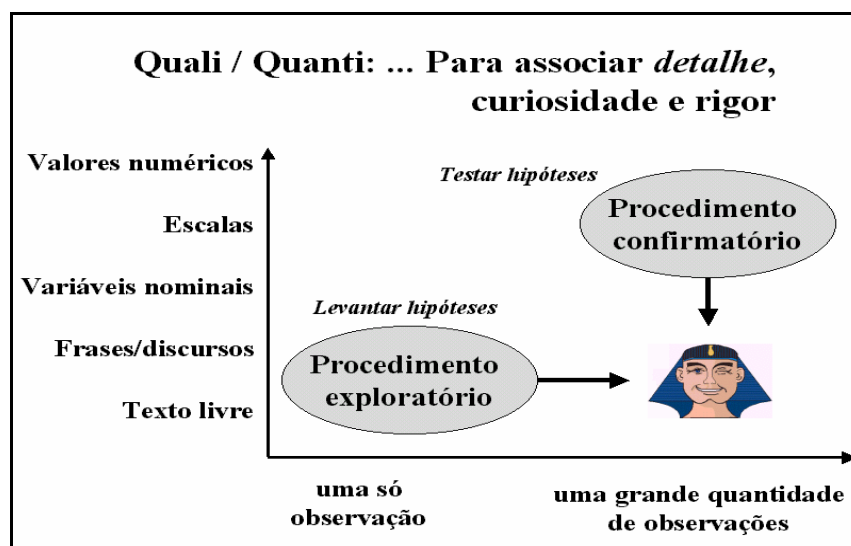 Quali / Quanti: ... Para associar detalhe,
curiosidade e rigor
Valores numéricos
Escalas
Variáveis nominais
Frases/discursos
Texto livre
Testar hipóteses
Procedimento
confirmatório
Levantar hipóteses
Procedimento
exploratório
uma só
observação
uma grande quantidade
de observações